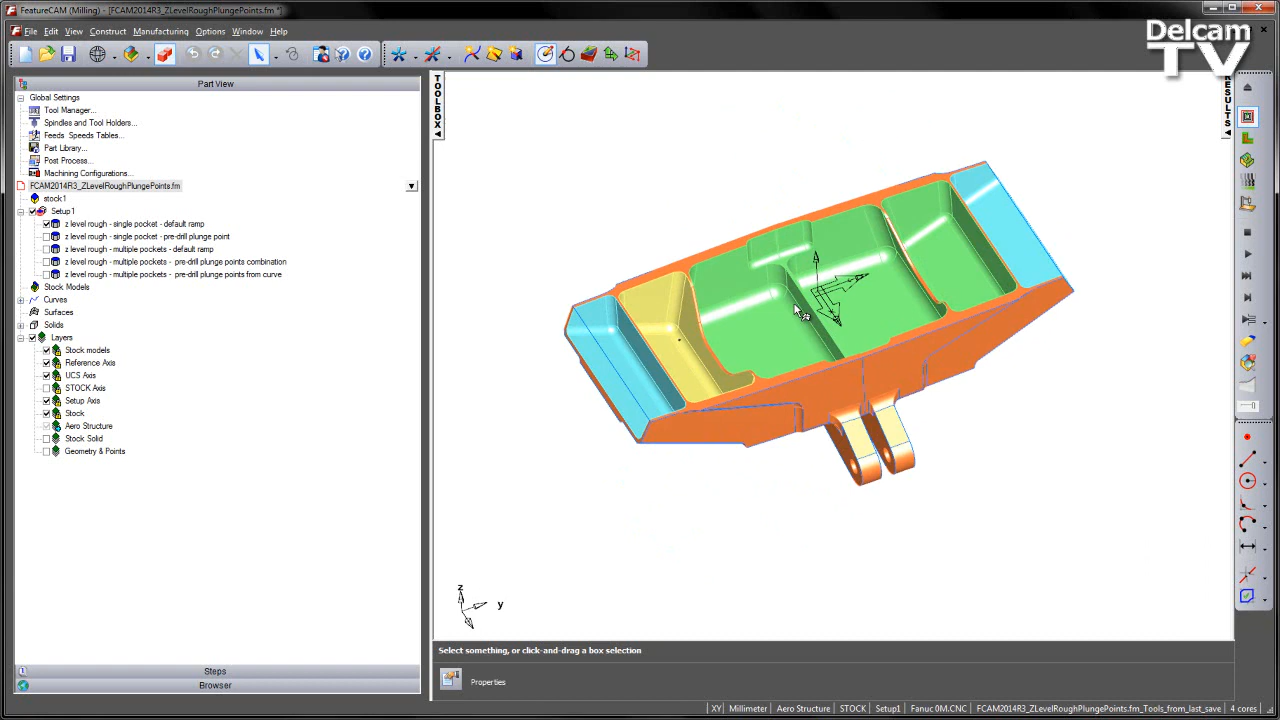 FeatureCAM (Milling) - [FCAM2014R3_ZLevelRoughPlungePoints.fm *]
File Edit View Construct Manufacturing Options Window Help
Delcam
TV
Part View
Global Settings
Tool Manager...
Spindles and Tool Holders...
Feeds Speeds Tables...
Part Library...
Post Process...
Machining Configurations...
FCAM2014R3_ZLevelRoughPlungePoints.fm
stock1
Setup1
z level rough - single pocket - default ramp
z level rough - single pocket - pre-drill plunge point
z level rough - multiple pockets - default ramp
z level rough - multiple pockets - pre-drill plunge points combination
z level rough - multiple pockets - pre-drill plunge points from curve
Stock Models
Curves
Surfaces
Solids
Layers
Stock models
Reference Axis
UCS Axis
STOCK Axis
Setup Axis
Stock
Aero Structure
Stock Solid
Geometry & Points
Steps
Browser
TOOLBOX
RESULTS
z
y
Select something, or click-and-drag a box selection
Properties
XY Millimeter Aero Structure STOCK Setup1 Fanuc 0M.CNC FCAM2014R3_ZLevelRoughPlungePoints.fm_Tools_from_last_save 4 cores